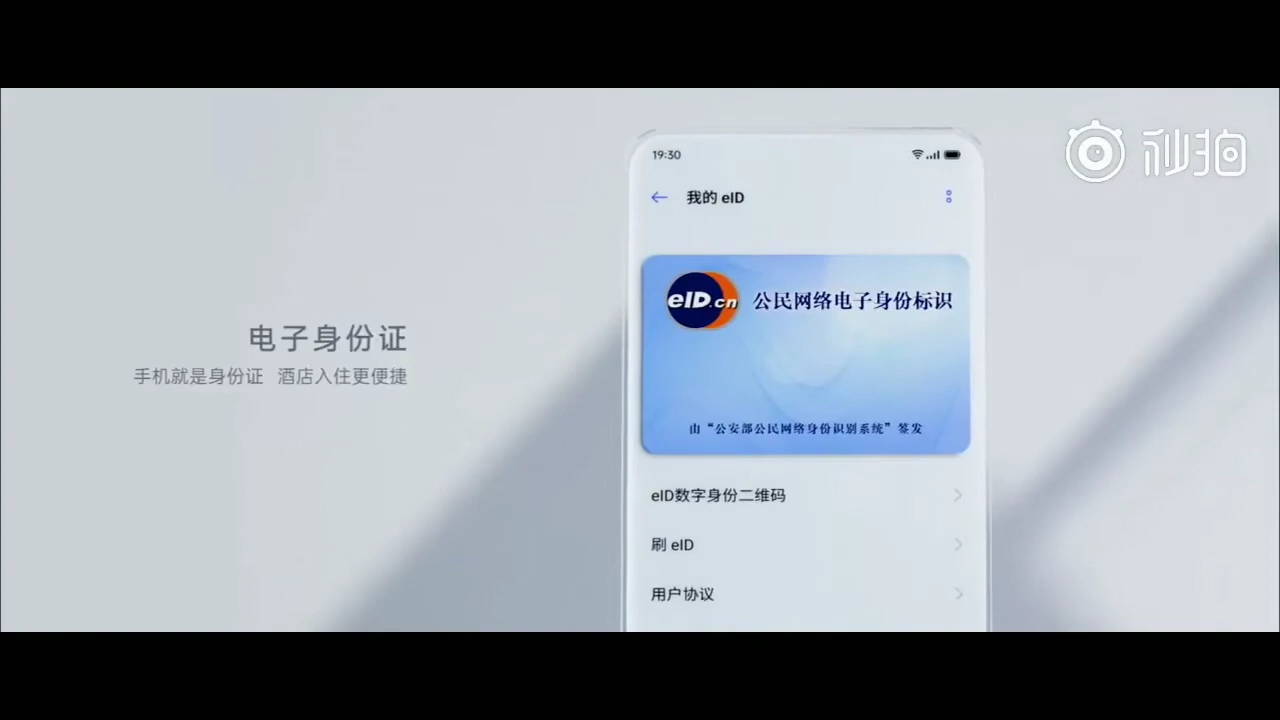 秒拍
19:30
我的 eID
eID.cn 公民网络电子身份标识
由“公安部公民网络身份识别系统”签发
电子身份证
手机就是身份证 酒店入住更便捷
eID数字身份二维码
刷 eID
用户协议